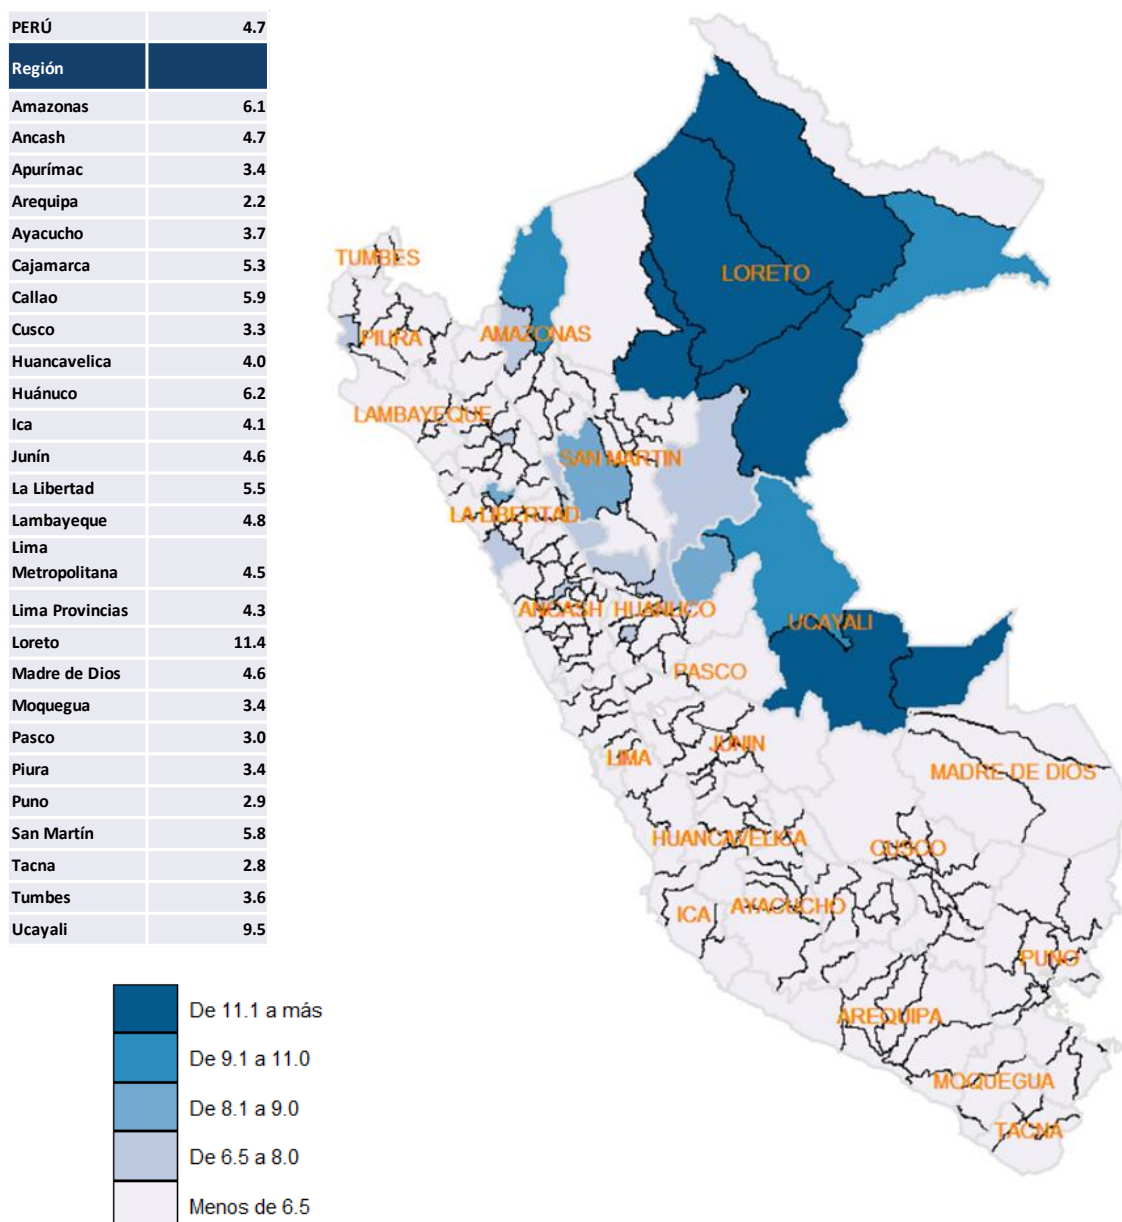 PERÚ 4.7
Región
Amazonas 6.1
Ancash 4.7
Apurímac 3.4
Arequipa 2.2
Ayacucho 3.7
Cajamarca 5.3
Callao 5.9
Cusco 3.3
Huancavelica 4.0
Huánuco 6.2
Ica 4.1
Junín 4.6
La Libertad 5.5
Lambayeque 4.8
Lima
Metropolitana 4.5
Lima Provincias 4.3
Loreto 11.4
Madre de Dios 4.6
Moquegua 3.4
Pasco 3.0
Piura 3.4
Puno 2.9
San Martín 5.8
Tacna 2.8
Tumbes 3.6
Ucayali 9.5
TUMBES
LORETO
PIURA
AMAZONAS
LAMBAYEQUE
SAN MARTIN
LA LIBERTAD
ANCASH
HUANUCO
UCAYALI
PASCO
LIMA
JUNIN
MADRE DE DIOS
HUANCAVELICA
CUSCO
ICA
AYACUCHO
PUNO
AREQUIPA
MOQUEGUA
TACNA
De 11.1 a más
De 9.1 a 11.0
De 8.1 a 9.0
De 6.5 a 8.0
Menos de 6.5